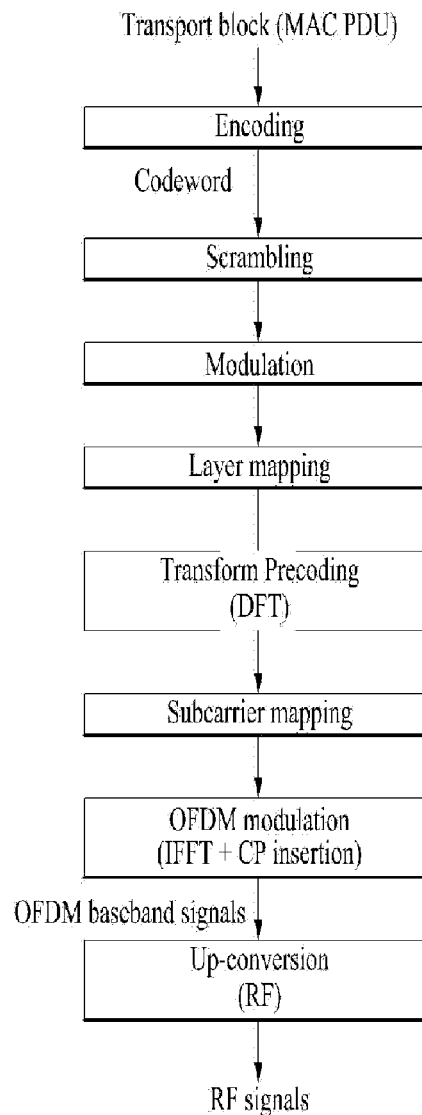 Transport block (MAC PDU)
Encoding
Codeword
Scrambling
Modulation
Layer mapping
Transform Precoding
(DFT)
Subcarrier mapping
OFDM modulation
(IFFT + CP insertion)
OFDM baseband signals
Up-conversion
(RF)
RF signals